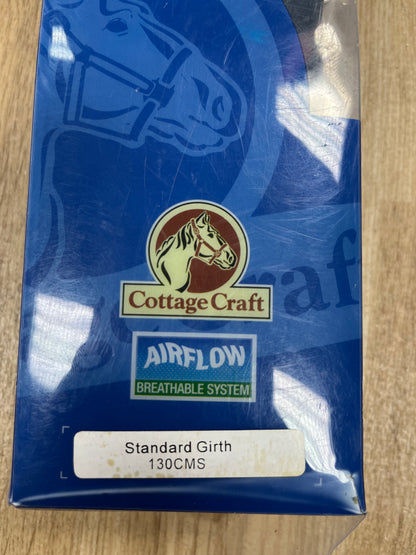 Cottage Craft
AIRFLOW
BREATHABLE SYSTEM
Standard Girth
130CMS